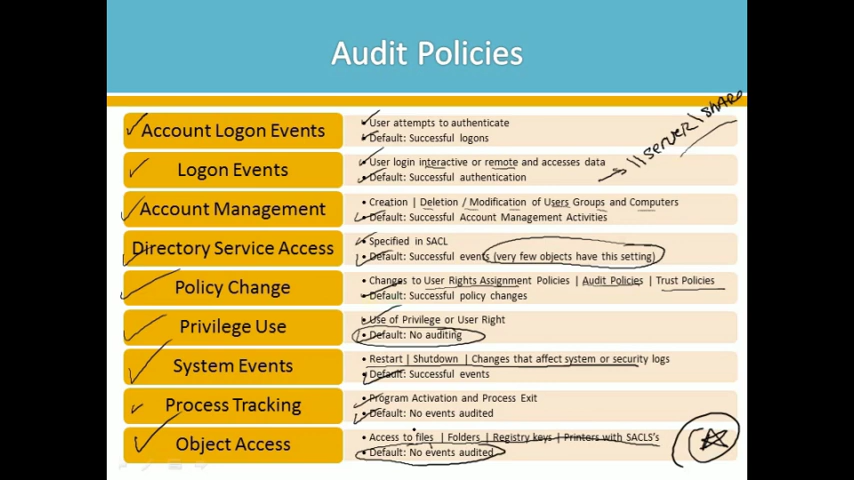 Audit Policies
\\SERVER\SHARE
Account Logon Events
• User attempts to authenticate
• Default: Successful logons
Logon Events
• User login interactive or remote and accesses data
• Default: Successful authentication
Account Management
• Creation | Deletion / Modification of Users Groups and Computers
• Default: Successful Account Management Activities
Directory Service Access
• Specified in SACL
• Default: Successful events (very few objects have this setting)
Policy Change
• Changes to User Rights Assignment Policies | Audit Policies | Trust Policies
• Default: Successful policy changes
Privilege Use
• Use of Privilege or User Right
• Default: No auditing
System Events
• Restart | Shutdown | Changes that affect system or security logs
• Default: Successful events
Process Tracking
• Program Activation and Process Exit
• Default: No events audited
Object Access
• Access to files | Folders | Registry keys | Printers with SACLS's
• Default: No events audited